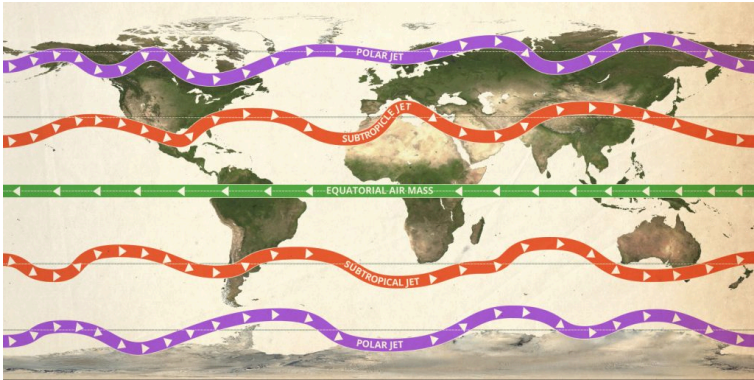 POLAR JET
SUBTROPICLE JET
EQUATORIAL AIR MASS
SUBTROPICAL JET
POLAR JET